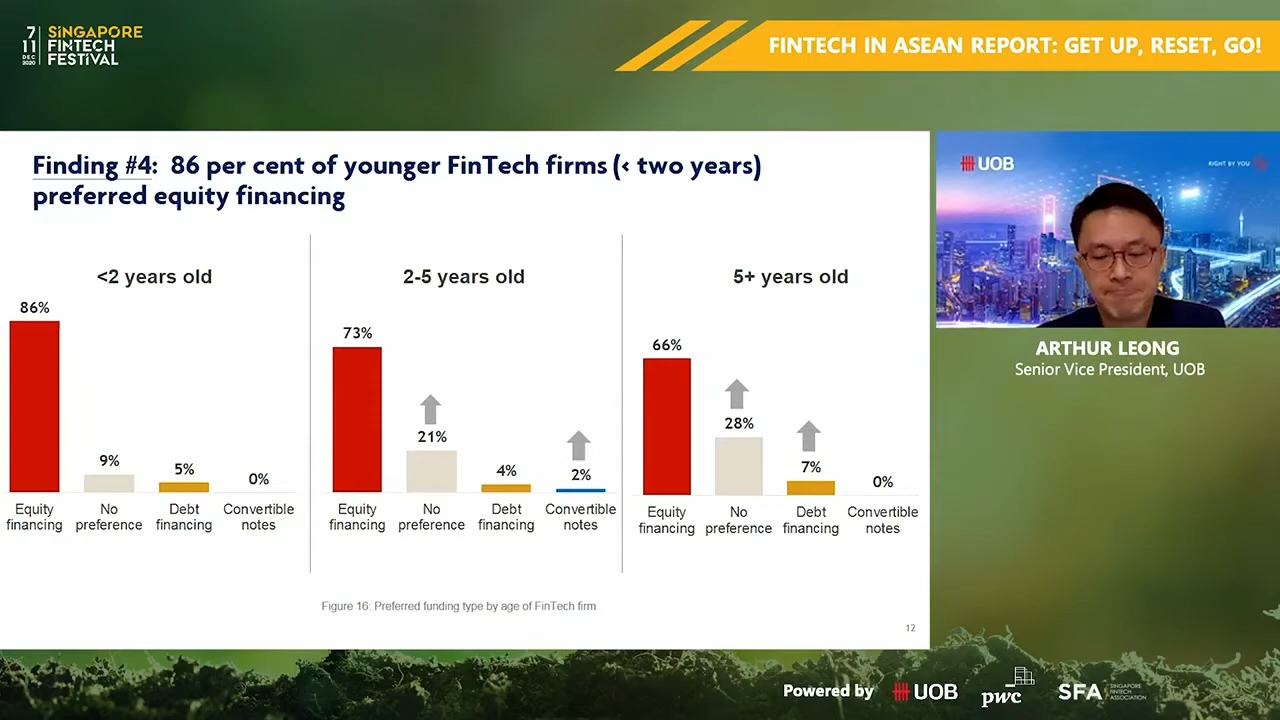 7
11
DEC
2020
SiNGAPORE
FiNTECH
FESTiVAL
FINTECH IN ASEAN REPORT: GET UP, RESET, GO!
Finding #4: 86 per cent of younger FinTech firms (< two years)
preferred equity financing
<2 years old
86%
9%
5%
0%
Equity
financing
No
preference
Debt
financing
Convertible
notes
2-5 years old
73%
21%
4%
2%
Equity
financing
No
preference
Debt
financing
Convertible
notes
5+ years old
66%
28%
7%
0%
Equity
financing
No
preference
Debt
financing
Convertible
notes
Figure 16: Preferred funding type by age of FinTech firm
12
UOB
RIGHT BY YOU
ARTHUR LEONG
Senior Vice President, UOB
Powered by
UOB
pwc
SFA
SINGAPORE
FINTECH
ASSOCIATION